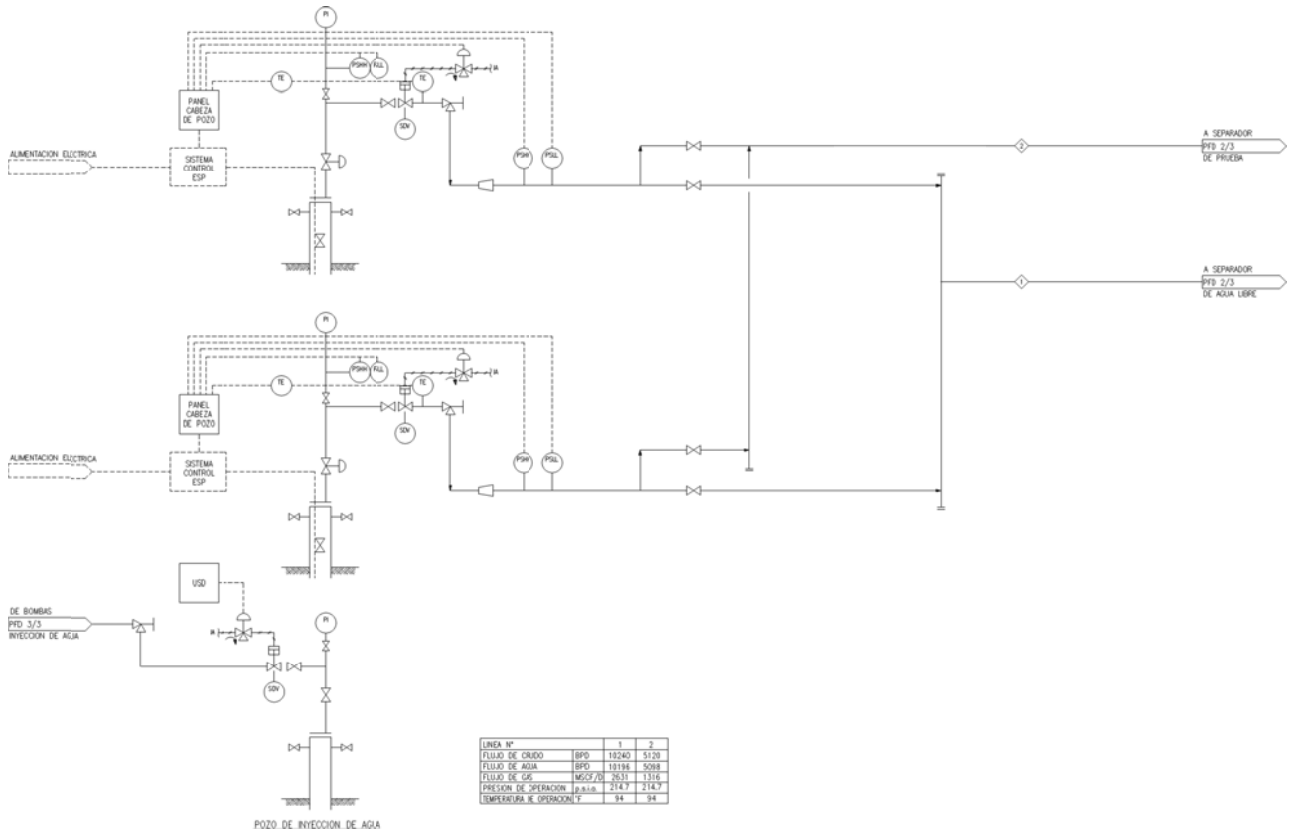 PI
PSHH
FALL
IA
TE
TE
PANEL
CABEZA
DE POZO
SDV
ALIMENTACION ELECTRICA
SISTEMA
CONTROL
ESP
PSHH
PSLL
2
A SEPARADOR
PFD 2/3
DE PRUEBA
1
A SEPARADOR
PFD 2/3
DE AGUA LIBRE
PI
PSHH
FALL
IA
TE
TE
PANEL
CABEZA
DE POZO
SDV
ALIMENTACION ELECTRICA
SISTEMA
CONTROL
ESP
PSHH
PSLL
USD
DE BOMBAS
PFD 3/3
INYECCION DE AGUA
IA
PI
SDV
LINEA N° 1 2
FLUJO DE CRUDO BPD 10240 5120
FLUJO DE AGUA BPD 10196 5098
FLUJO DE GAS MSCF/D 2631 1316
PRESION DE OPERACION p.s.i.a. 214.7 214.7
TEMPERATURA DE OPERACION °F 94 94
POZO DE INYECCION DE AGUA